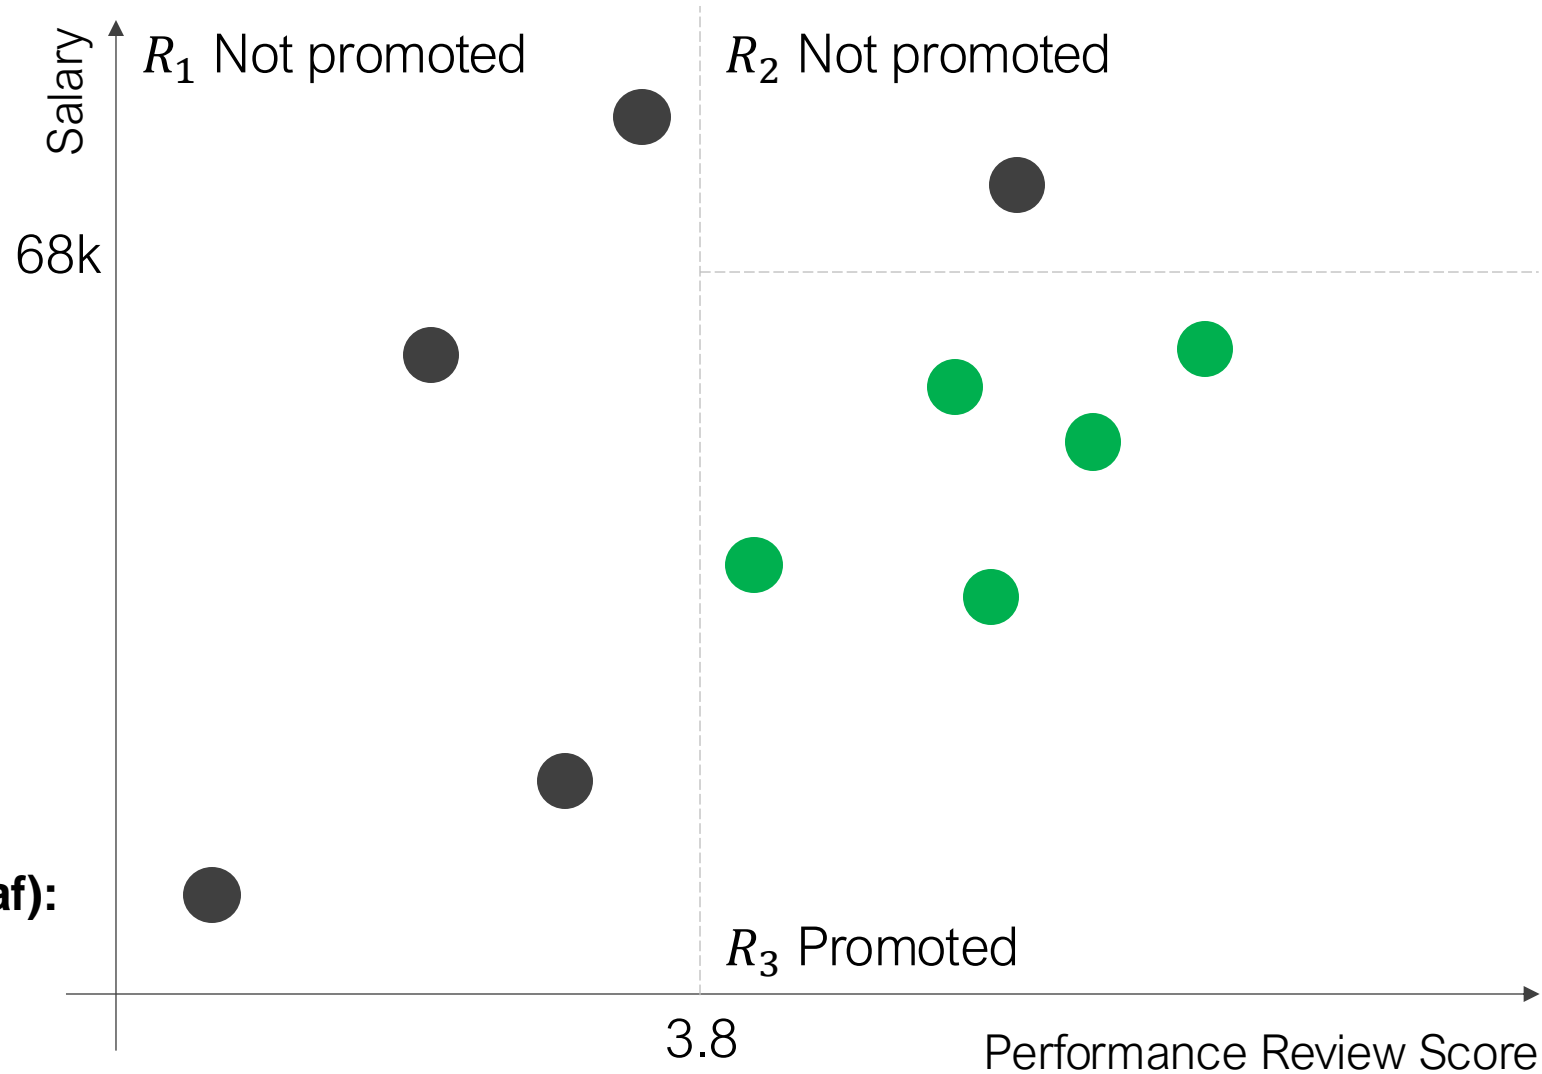 Salary
R₁ Not promoted
R₂ Not promoted
68k
af):
R₃ Promoted
3.8
Performance Review Score